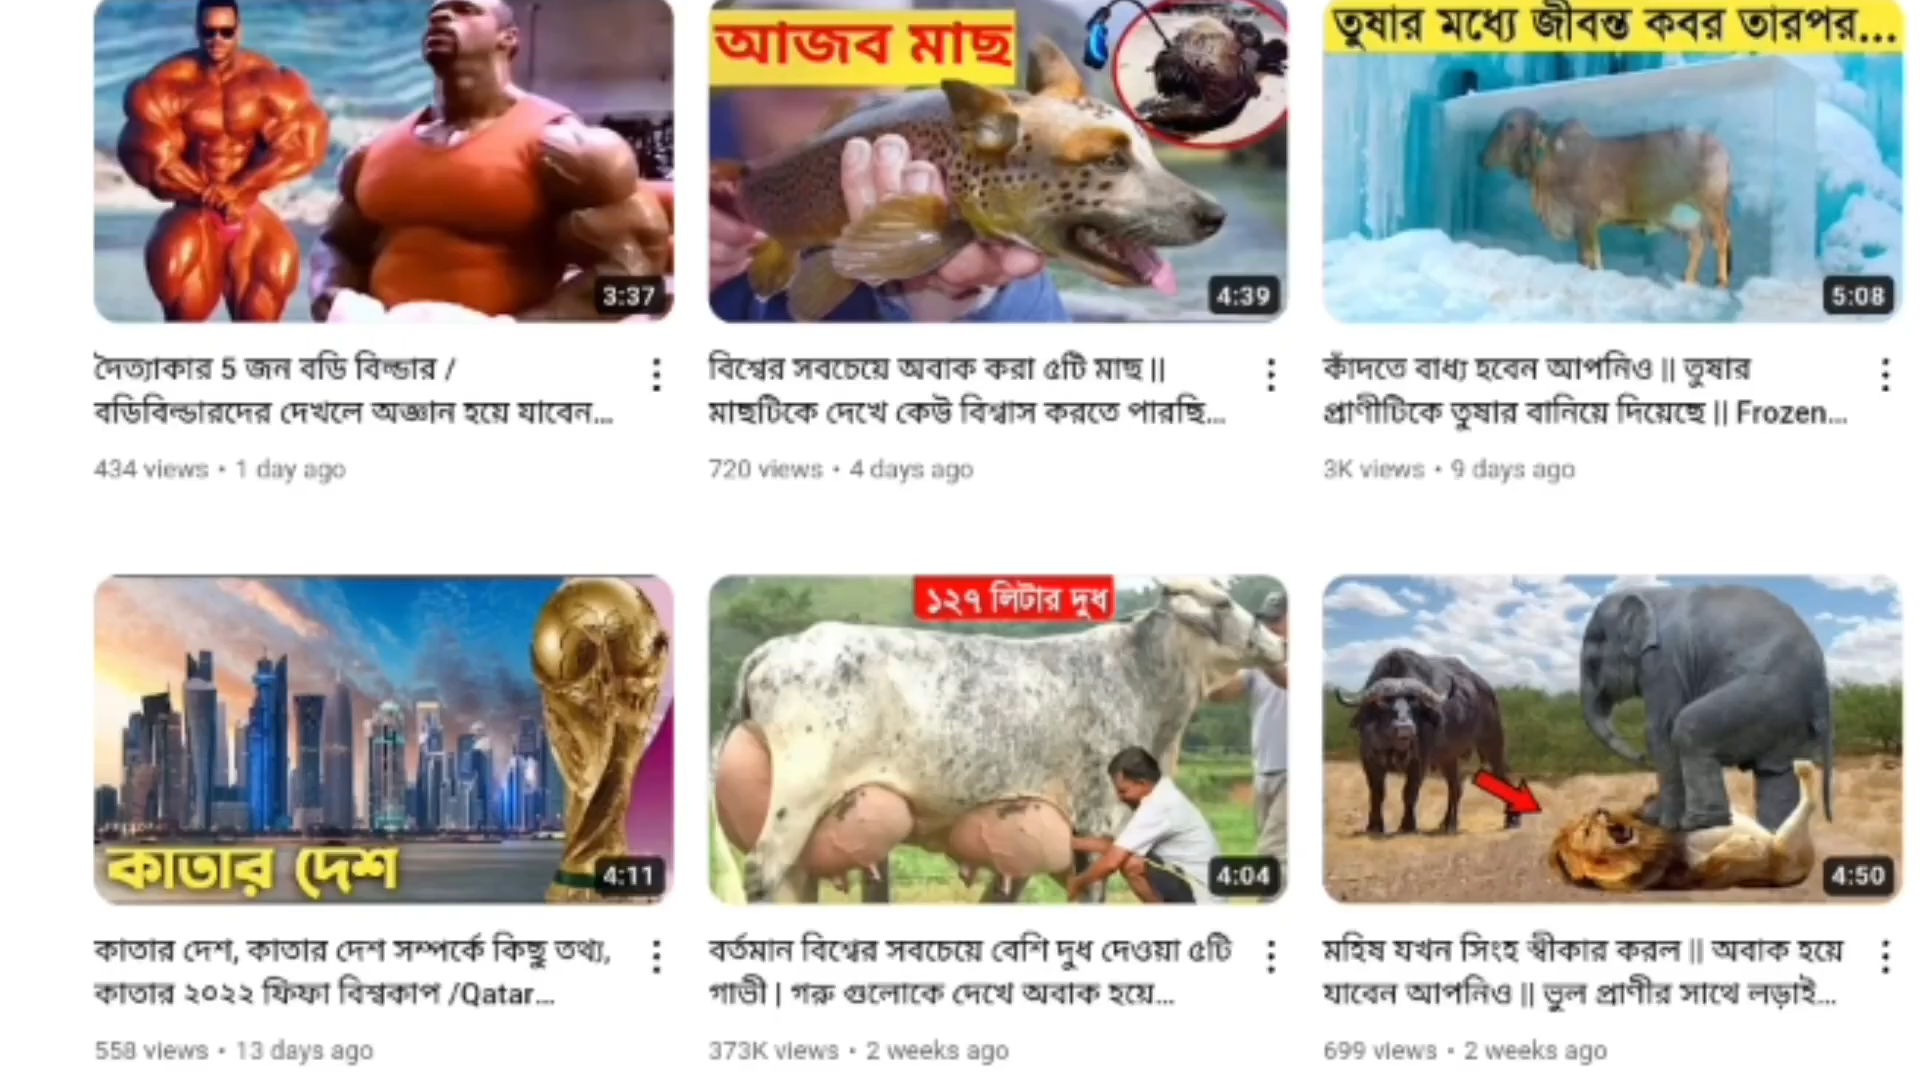 আজব মাছ
তুষার মধ্যে জীবন্ত কবর তারপর...
3:37
4:39
5:08
দৈত্যাকার 5 জন বডি বিল্ডার /
বডিবিল্ডারদের দেখলে অজ্ঞান হয়ে যাবেন...
434 views • 1 day ago
বিশ্বের সবচেয়ে অবাক করা ৫টি মাছ ||
মাছটিকে দেখে কেউ বিশ্বাস করতে পারছি...
720 views • 4 days ago
কাঁদতে বাধ্য হবেন আপনিও || তুষার
প্রাণীটিকে তুষার বানিয়ে দিয়েছে || Frozen...
3K views • 9 days ago
কাতার দেশ
4:11
১২৭ লিটার দুধ
4:04
4:50
কাতার দেশ, কাতার দেশ সম্পর্কে কিছু তথ্য,
কাতার ২০২২ ফিফা বিশ্বকাপ /Qatar...
558 views • 13 days ago
বর্তমান বিশ্বের সবচেয়ে বেশি দুধ দেওয়া ৫টি
গাভী | গরু গুলোকে দেখে অবাক হয়ে...
373K views • 2 weeks ago
মহিষ যখন সিংহ স্বীকার করল || অবাক হয়ে
যাবেন আপনিও || ভুল প্রাণীর সাথে লড়াই...
699 views • 2 weeks ago